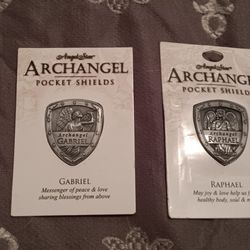 AngelStar
ARCHANGEL
POCKET SHIELDS
Archangel
GABRIEL
GABRIEL
Messenger of peace & love
sharing blessings from above
AngelStar
ARCHANGEL
POCKET SHIELDS
Archangel
RAPHAEL
RAPHAEL
May joy & love help us f
healthy body, soul & m